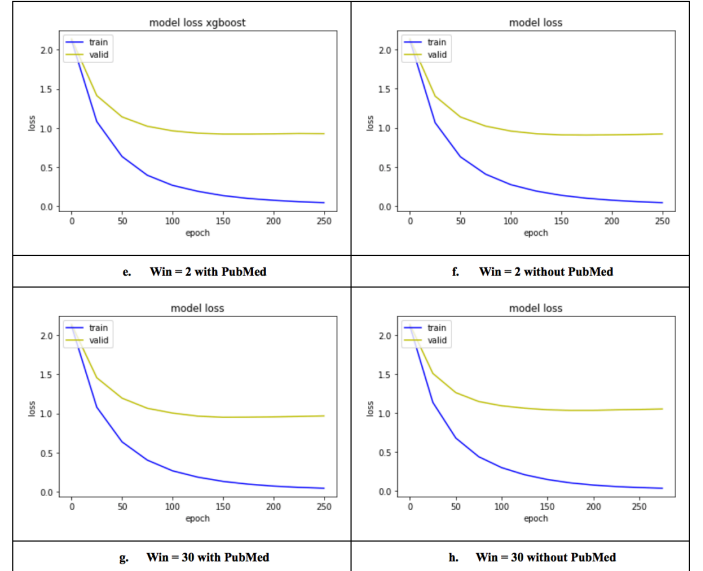 model loss xgboost
train
valid
2.0
1.5
1.0
0.5
0.0
loss
0 50 100 150 200 250
epoch
model loss
train
valid
2.0
1.5
1.0
0.5
0.0
loss
0 50 100 150 200 250
epoch
e. Win = 2 with PubMed
f. Win = 2 without PubMed
model loss
train
valid
2.0
1.5
1.0
0.5
0.0
loss
0 50 100 150 200 250
epoch
model loss
train
valid
2.0
1.5
1.0
0.5
0.0
loss
0 50 100 150 200 250
epoch
g. Win = 30 with PubMed
h. Win = 30 without PubMed